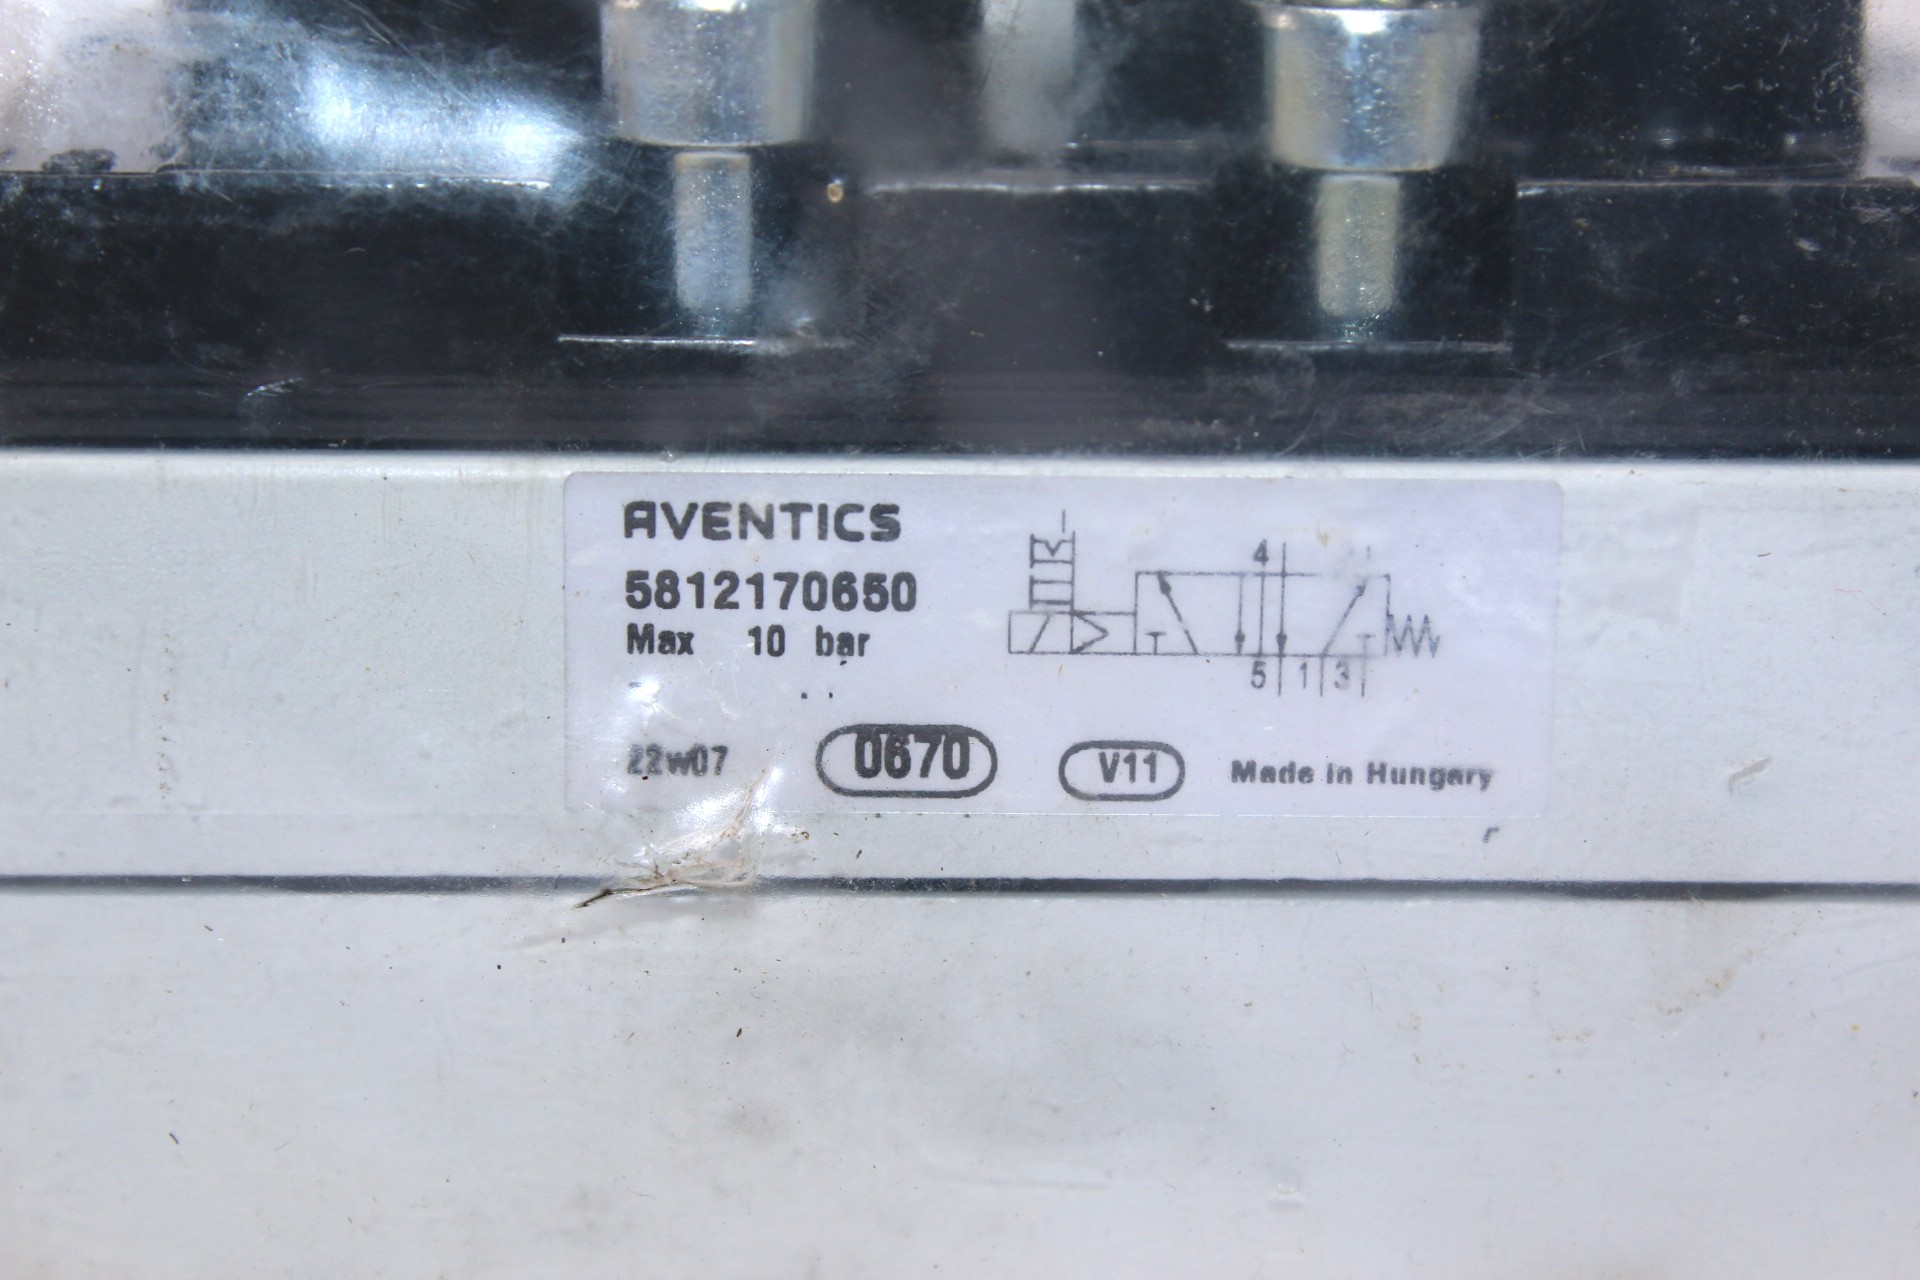 AVENTICS
5812170650
Max 10 bar
4
5 1 3
22w07 0670 V11 Made in Hungary